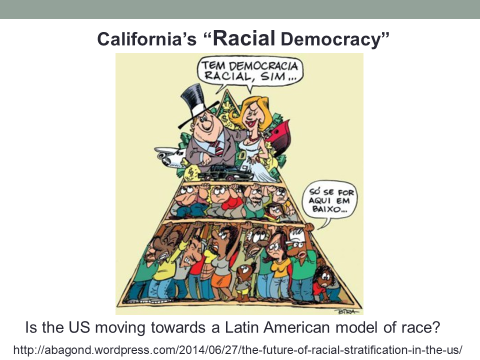 California's “Racial Democracy”
TEM DEMOCRACIA
RACIAL, SIM...
SÓ SE FOR
AQUI EM
BAIXO...
Is the US moving towards a Latin American model of race?
http://abagond.wordpress.com/2014/06/27/the-future-of-racial-stratification-in-the-us/